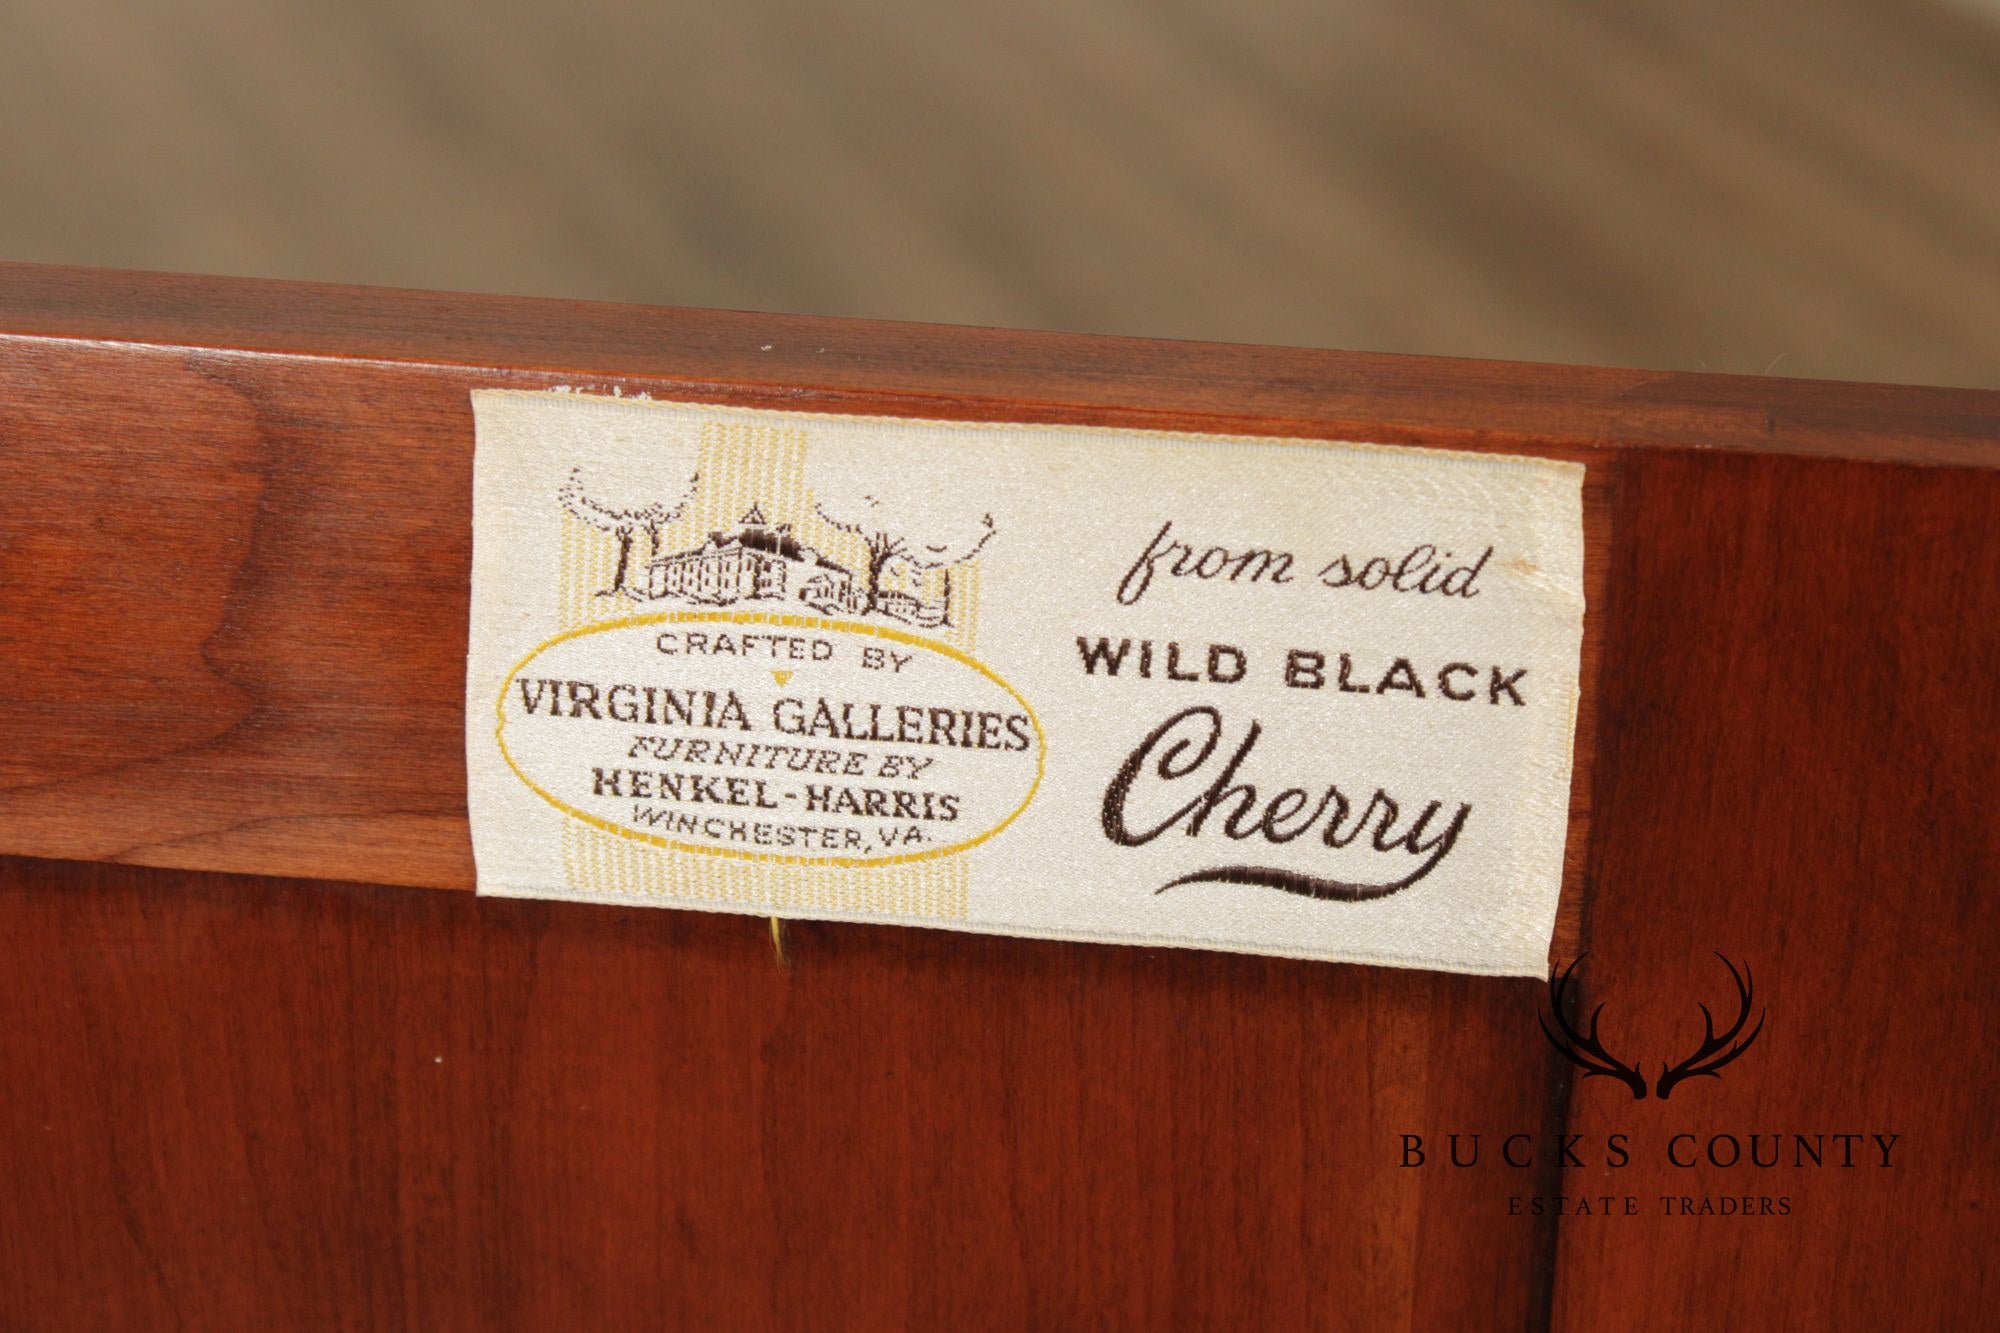 CRAFTED BY
VIRGINIA GALLERIES
FURNITURE BY
HENKEL-HARRIS
WINCHESTER, VA.
from solid
WILD BLACK
Cherry
BUCKS COUNTY
ESTATE TRADERS